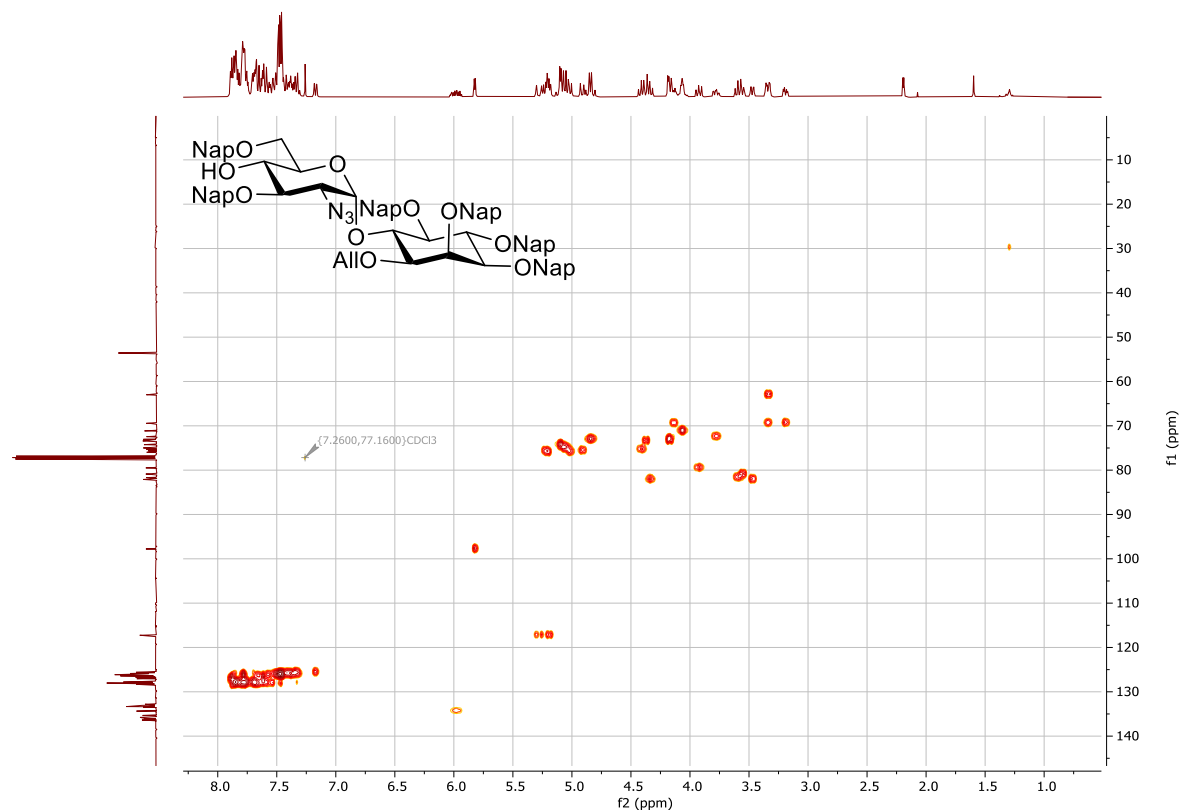 NapO
HO
O
NapO
N3
NapO
ONap
O
ONap
AllO
ONap
{7.2600,77.1600}CDCl3
10
20
30
40
50
60
70
80
90
100
110
120
130
140
f1 (ppm)
8.0 7.5 7.0 6.5 6.0 5.5 5.0 4.5 4.0 3.5 3.0 2.5 2.0 1.5 1.0
f2 (ppm)